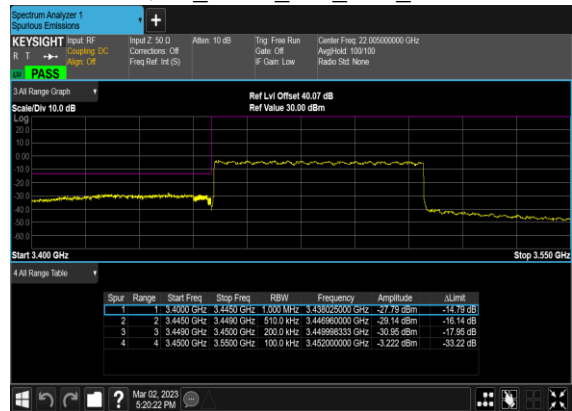 Spectrum Analyzer 1
Spurious Emissions
+
KEYSIGHT Input: RF Input Z: 50 Ω Atten: 10 dB Trig: Free Run Center Freq: 22.005000000 GHz
R T Coupling: DC Corrections: Off Gate: Off Avg|Hold: 100/100
Align: Off Freq Ref: Int (S) IF Gain: Low Radio Std: None
LXI PASS
3 All Range Graph Ref Lvl Offset 40.07 dB
Scale/Div 10.0 dB Ref Value 30.00 dBm
Log
20.0
10.0
0.00
-10.0
-20.0
-30.0
-40.0
-50.0
-60.0
Start 3.400 GHz Stop 3.550 GHz
4 All Range Table
Spur Range Start Freq Stop Freq RBW Frequency Amplitude ΔLimit
1 1 3.4000 GHz 3.4450 GHz 1.000 MHz 3.438025000 GHz -27.79 dBm -14.79 dB
2 2 3.4450 GHz 3.4490 GHz 510.0 kHz 3.446960000 GHz -29.14 dBm -16.14 dB
3 3 3.4490 GHz 3.4500 GHz 200.0 kHz 3.449998333 GHz -30.95 dBm -17.95 dB
4 4 3.4500 GHz 3.5500 GHz 100.0 kHz 3.452000000 GHz -3.222 dBm -33.22 dB
? Mar 02, 2023
5:20:22 PM